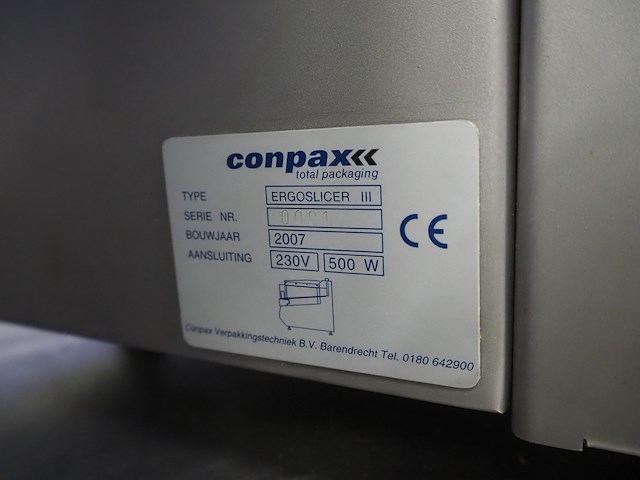 conpax
total packaging
TYPE ERGOSLICER III
SERIE NR.
BOUWJAAR 2007
AANSLUITING 230V 500 W
CE
Conpax Verpakkingstechniek B.V. Barendrecht Tel. 0180 642900